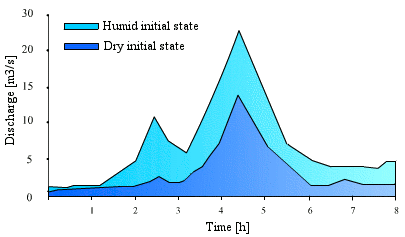 30
25
20
15
10
5
0
Discharge [m3/s]
Humid initial state
Dry initial state
1 2 3 4 5 6 7 8
Time [h]